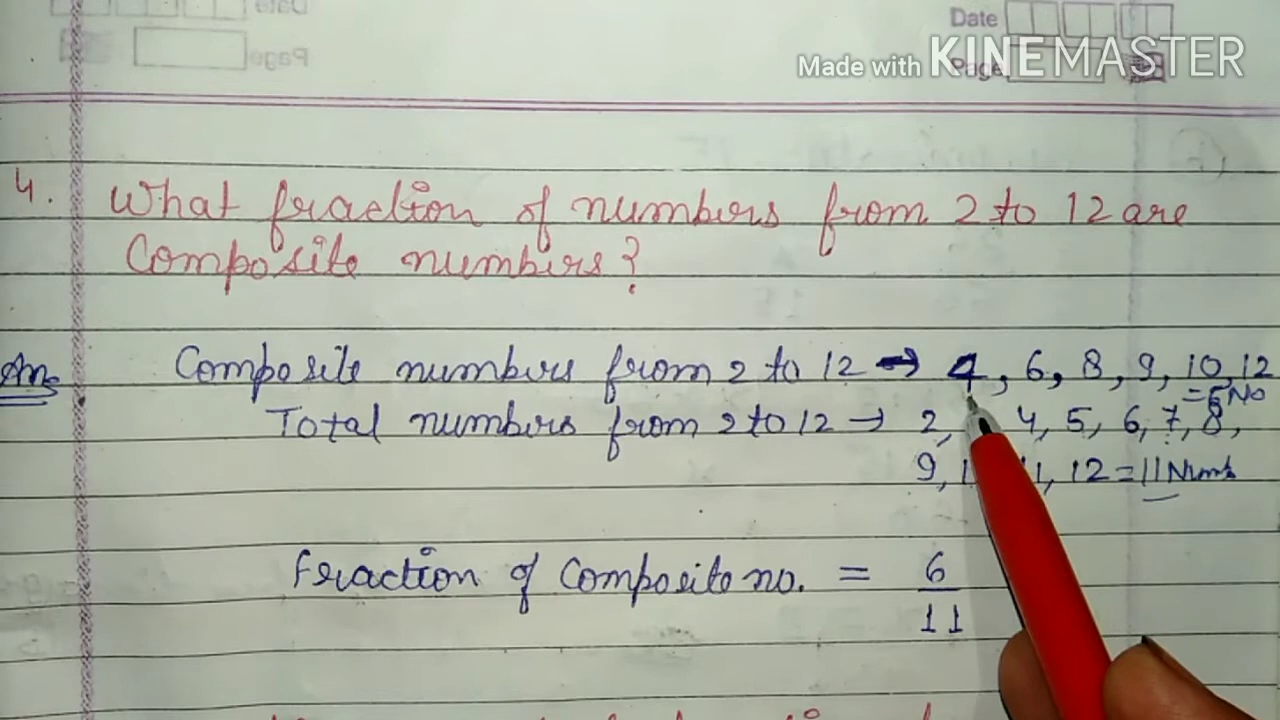 Date
Page
Made with KINEMASTER
4. What fraction of numbers from 2 to 12 are
Composite numbers?
Ans Composite numbers from 2 to 12 → 4, 6, 8, 9, 10, 12
= 6 No
Total numbers from 2 to 12 → 2, 4, 5, 6, 7, 8,
9, 12 = 11
Fraction of composite no. = 6
11